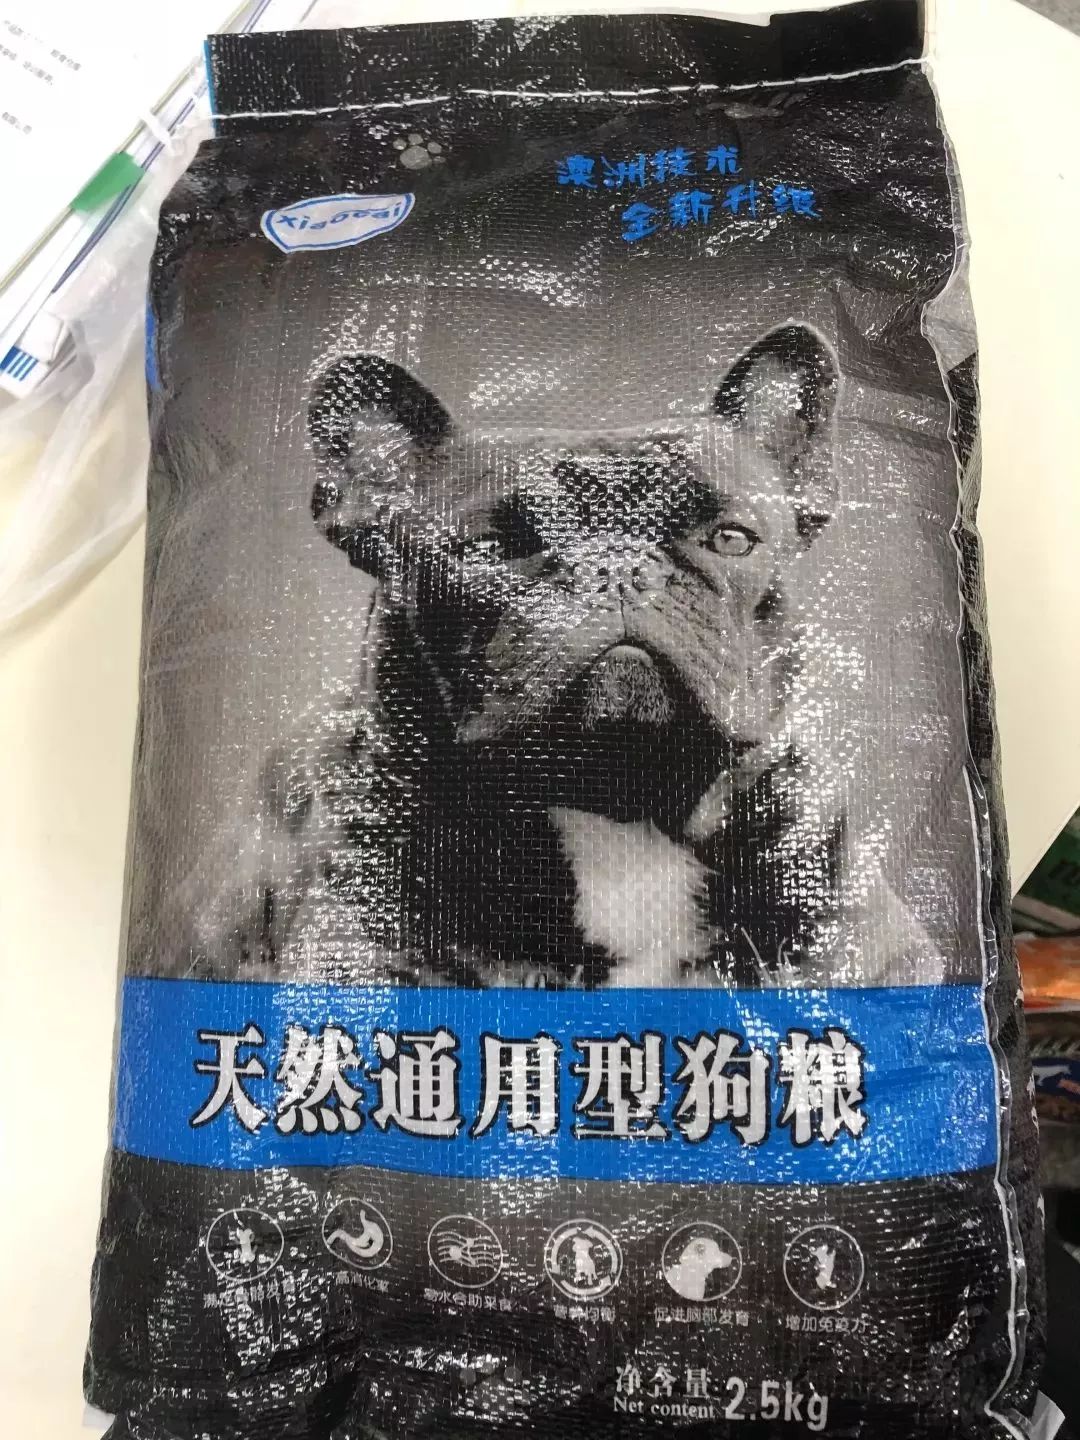 澳洲技术
全新升级
天然通用型狗粮
高消化率
营养均衡
促进脑部发育
增加免疫力
净含量
Net content 2.5kg